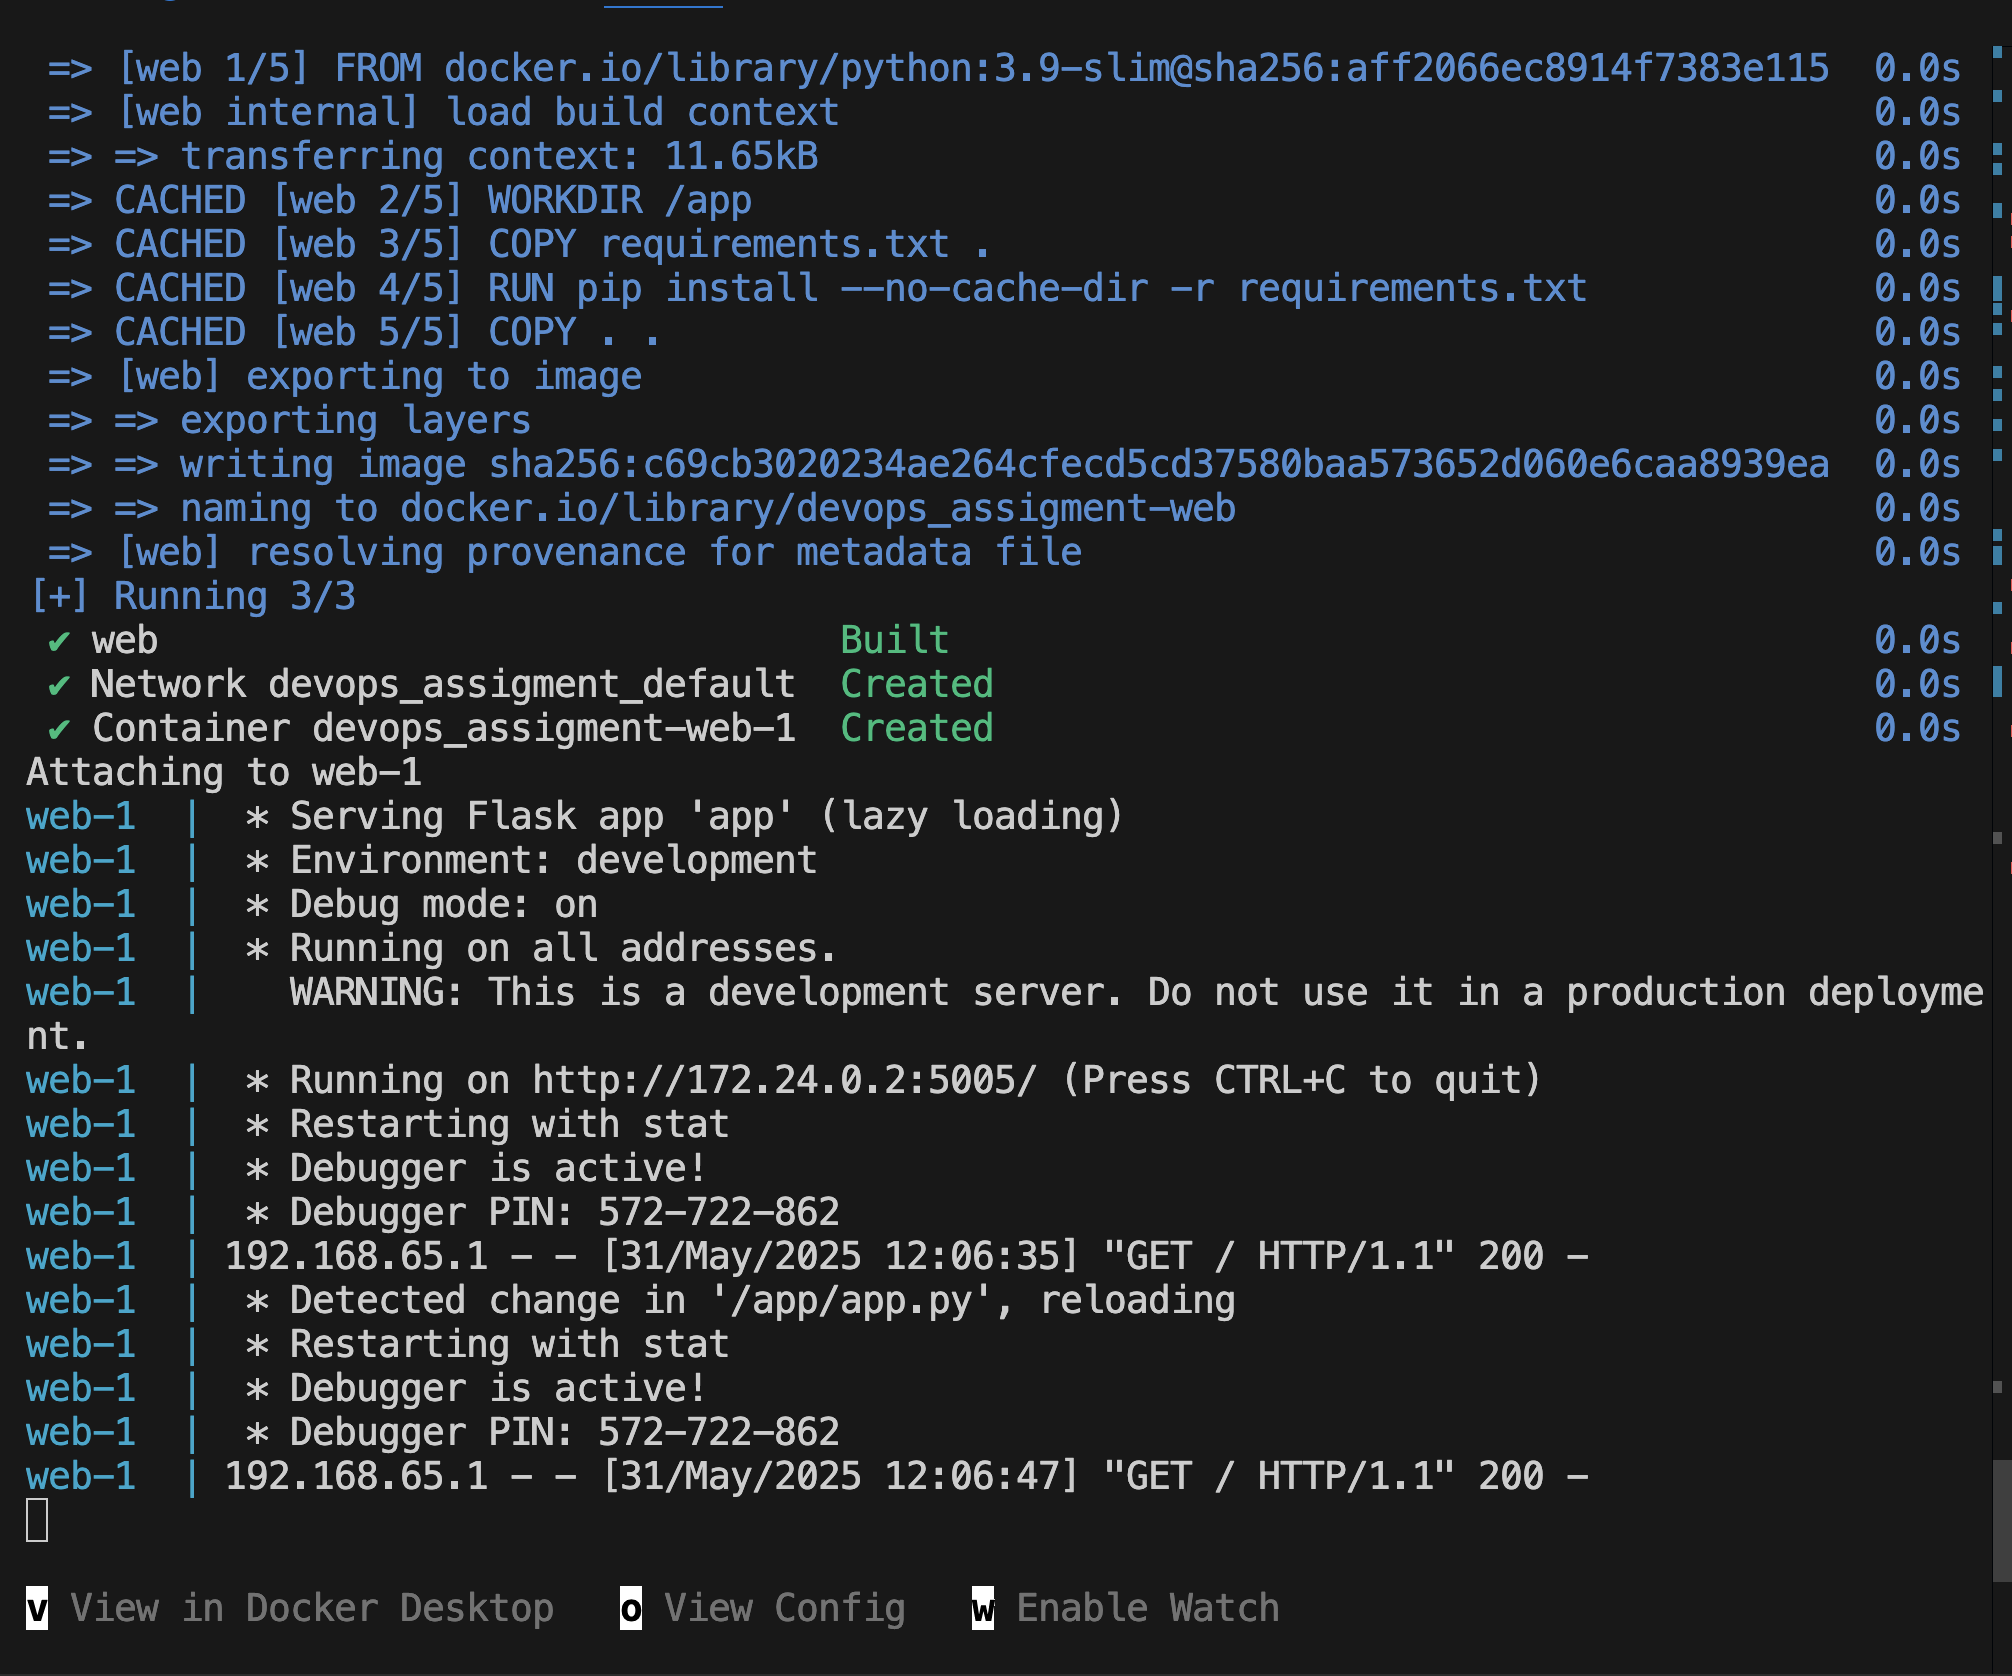 => [web 1/5] FROM docker.io/library/python:3.9-slim@sha256:aff2066ec8914f7383e115 0.0s
=> [web internal] load build context 0.0s
=> => transferring context: 11.65kB 0.0s
=> CACHED [web 2/5] WORKDIR /app 0.0s
=> CACHED [web 3/5] COPY requirements.txt . 0.0s
=> CACHED [web 4/5] RUN pip install --no-cache-dir -r requirements.txt 0.0s
=> CACHED [web 5/5] COPY . . 0.0s
=> [web] exporting to image 0.0s
=> => exporting layers 0.0s
=> => writing image sha256:c69cb3020234ae264cfecd5cd37580baa573652d060e6caa8939ea 0.0s
=> => naming to docker.io/library/devops_assigment-web 0.0s
=> [web] resolving provenance for metadata file 0.0s
[+] Running 3/3
✔ web Built 0.0s
✔ Network devops_assigment_default Created 0.0s
✔ Container devops_assigment-web-1 Created 0.0s
Attaching to web-1
web-1 | * Serving Flask app 'app' (lazy loading)
web-1 | * Environment: development
web-1 | * Debug mode: on
web-1 | * Running on all addresses.
web-1 | WARNING: This is a development server. Do not use it in a production deployme
nt.
web-1 | * Running on http://172.24.0.2:5005/ (Press CTRL+C to quit)
web-1 | * Restarting with stat
web-1 | * Debugger is active!
web-1 | * Debugger PIN: 572-722-862
web-1 | 192.168.65.1 - - [31/May/2025 12:06:35] "GET / HTTP/1.1" 200 -
web-1 | * Detected change in '/app/app.py', reloading
web-1 | * Restarting with stat
web-1 | * Debugger is active!
web-1 | * Debugger PIN: 572-722-862
web-1 | 192.168.65.1 - - [31/May/2025 12:06:47] "GET / HTTP/1.1" 200 -
v View in Docker Desktop o View Config w Enable Watch